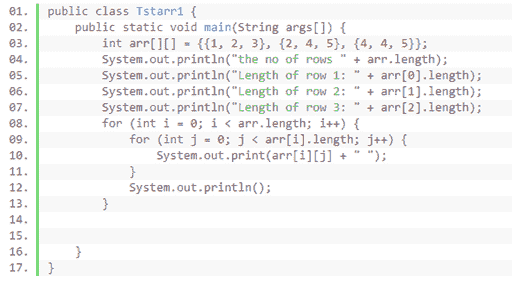 01. public class Tstarr1 {
02.     public static void main(String args[]) {
03.         int arr[][] = {{1, 2, 3}, {2, 4, 5}, {4, 4, 5}};
04.         System.out.println("the no of rows " + arr.length);
05.         System.out.println("Length of row 1: " + arr[0].length);
06.         System.out.println("Length of row 2: " + arr[1].length);
07.         System.out.println("Length of row 3: " + arr[2].length);
08.         for (int i = 0; i < arr.length; i++) {
09.             for (int j = 0; j < arr[i].length; j++) {
10.                 System.out.print(arr[i][j] + " ");
11.             }
12.             System.out.println();
13.         }
14.
15.
16.     }
17. }